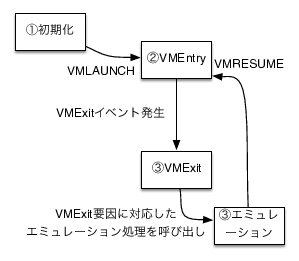 ①初期化
VMLAUNCH
②VMEntry
VMRESUME
VMExitイベント発生
③VMExit
VMExit要因に対応した
エミュレーション処理を呼び出し
③エミュレ
ーション